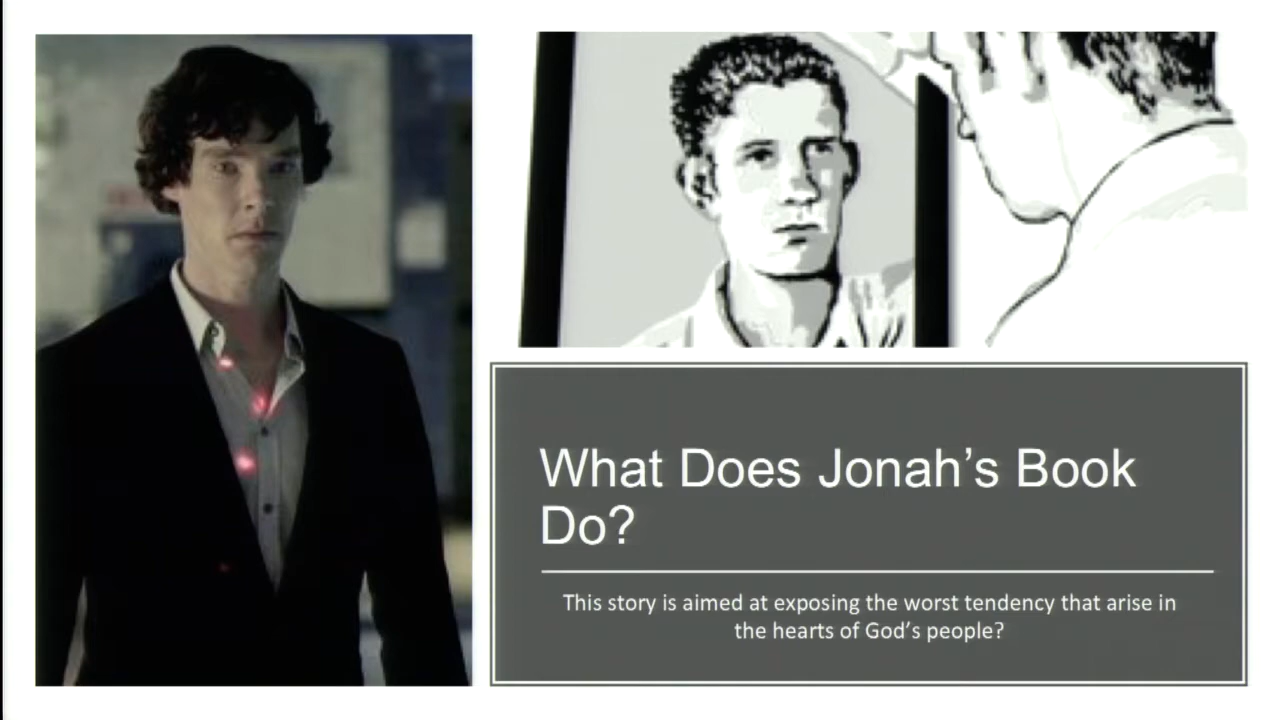 What Does Jonah’s Book
Do?
This story is aimed at exposing the worst tendency that arise in
the hearts of God’s people?